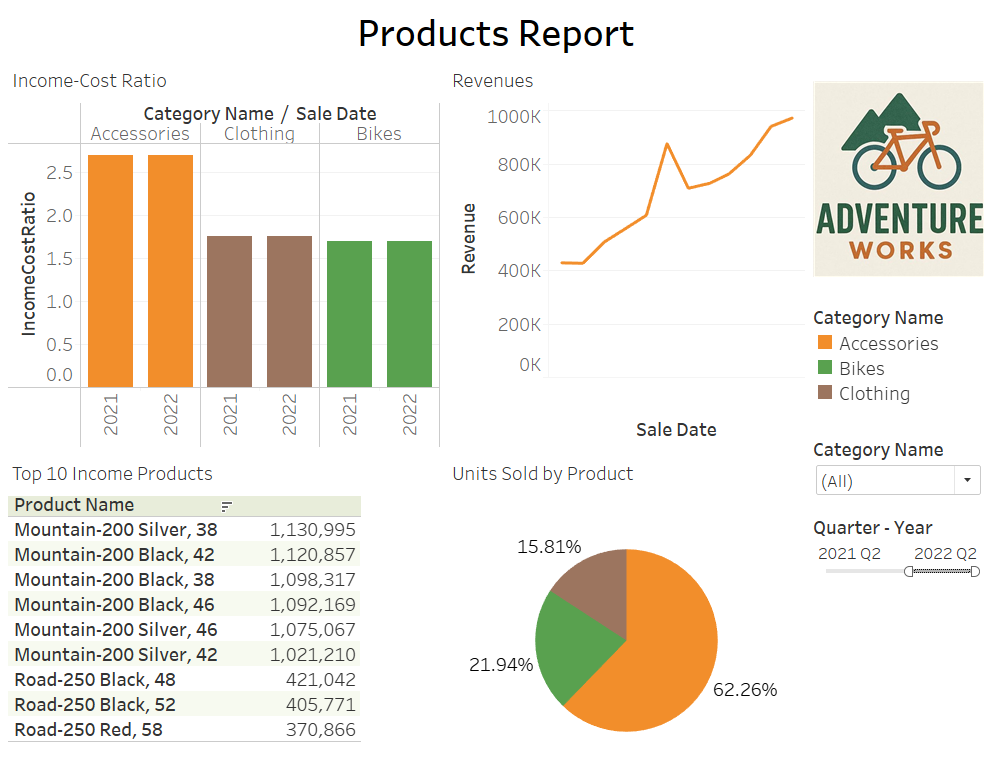 Products Report
Income-Cost Ratio
Category Name / Sale Date
Accessories Clothing Bikes
IncomeCostRatio
2.5
2.0
1.5
1.0
0.5
0.0
2021 2022 2021 2022 2021 2022
Revenues
Revenue
1000K
800K
600K
400K
200K
0K
Sale Date
ADVENTURE
WORKS
Category Name
Accessories
Bikes
Clothing
Category Name
(All)
Quarter - Year
2021 Q2 2022 Q2
Top 10 Income Products
Product Name
Mountain-200 Silver, 38 1,130,995
Mountain-200 Black, 42 1,120,857
Mountain-200 Black, 38 1,098,317
Mountain-200 Black, 46 1,092,169
Mountain-200 Silver, 46 1,075,067
Mountain-200 Silver, 42 1,021,210
Road-250 Black, 48 421,042
Road-250 Black, 52 405,771
Road-250 Red, 58 370,866
Units Sold by Product
15.81%
21.94%
62.26%